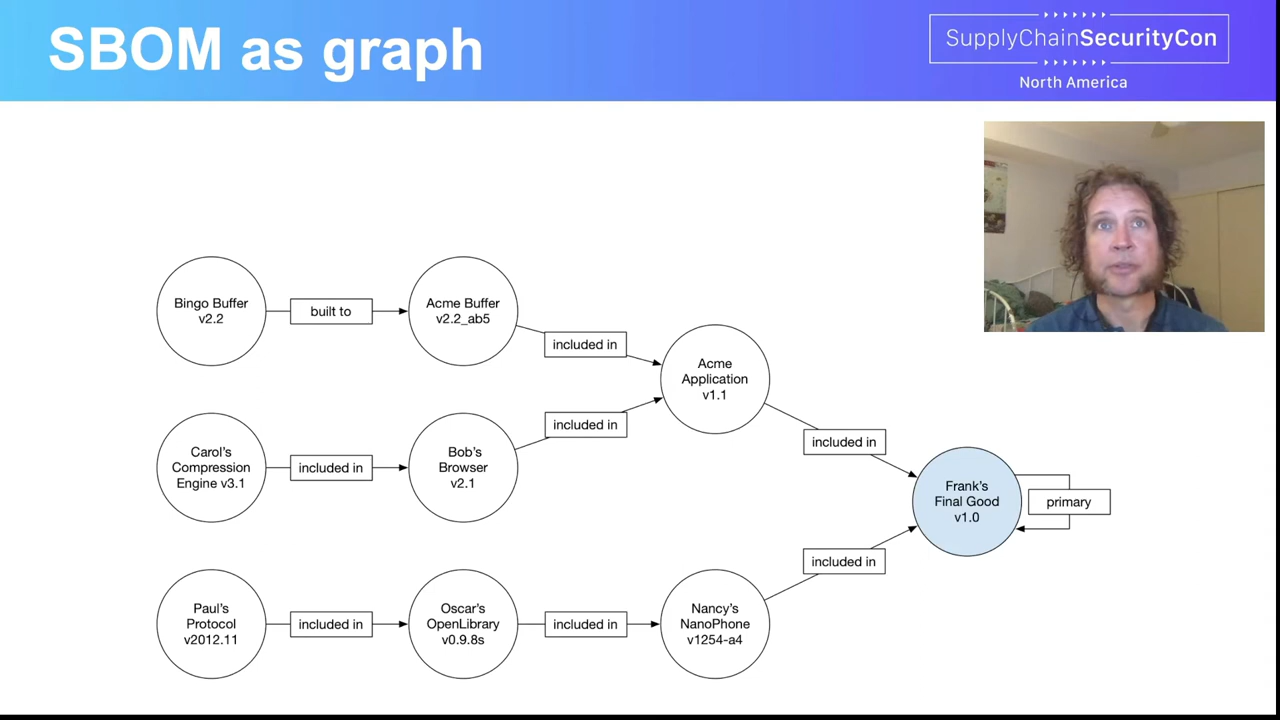 SBOM as graph
SupplyChainSecurityCon
North America
Bingo Buffer
v2.2
built to
Acme Buffer
v2.2_ab5
included in
Acme
Application
v1.1
Carol's
Compression
Engine v3.1
included in
Bob's
Browser
v2.1
included in
included in
Frank's
Final Good
v1.0
primary
Paul's
Protocol
v2012.11
included in
Oscar's
OpenLibrary
v0.9.8s
included in
Nancy's
NanoPhone
v1254-a4
included in